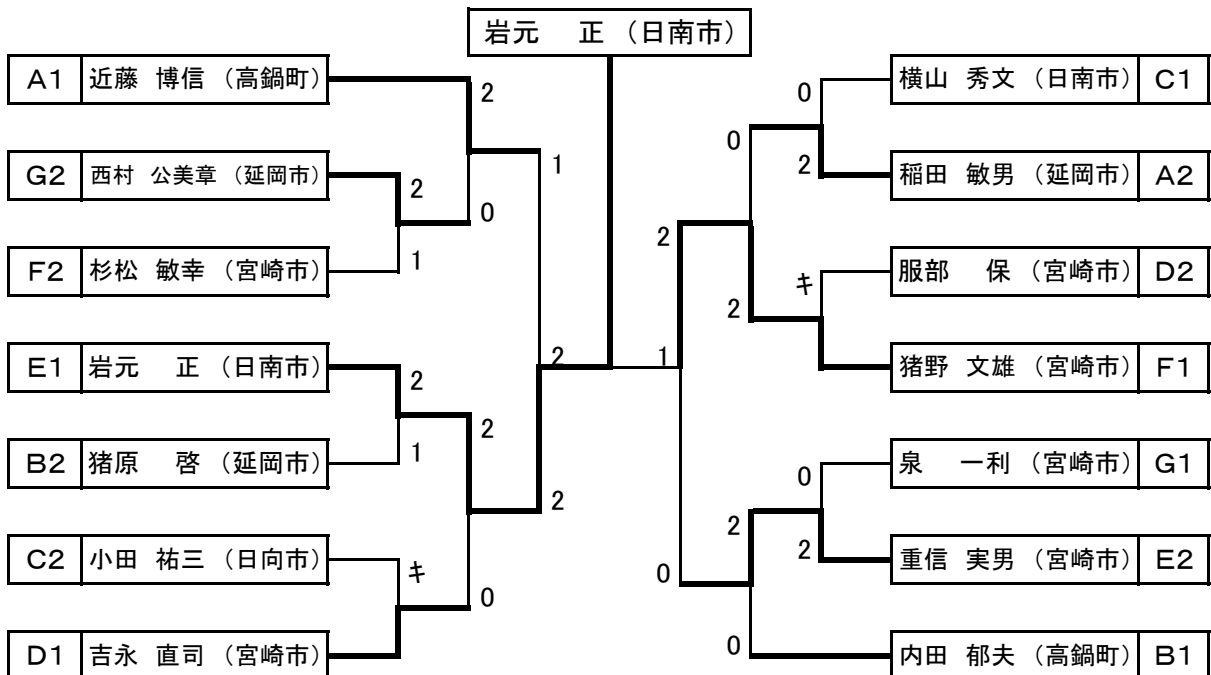 岩元　正（日南市）
A1 近藤 博信（高鍋町）
2
G2 西村 公美章（延岡市）
2
1
0
F2 杉松 敏幸（宮崎市）
1
E1 岩元　正（日南市）
2
2
2
B2 猪原　啓（延岡市）
1
2
C2 小田 祐三（日向市）
キ
0
D1 吉永 直司（宮崎市）
横山 秀文（日南市） C1
0
0
2
稲田 敏男（延岡市） A2
2
服部　保（宮崎市） D2
キ
2
1
猪野 文雄（宮崎市） F1
泉　一利（宮崎市） G1
0
2
2
重信 実男（宮崎市） E2
0
0
内田 郁夫（高鍋町） B1